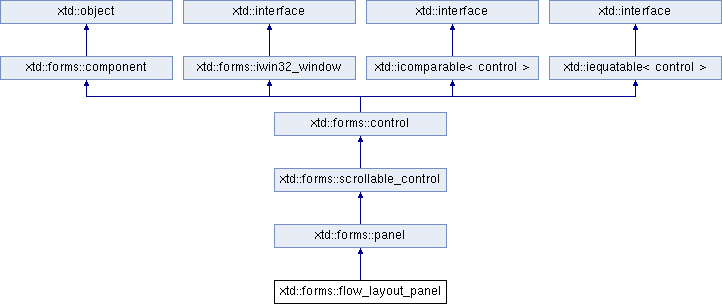 xtd::object
xtd::interface
xtd::interface
xtd::interface
xtd::forms::component
xtd::forms::iwin32_window
xtd::icomparable< control >
xtd::iequatable< control >
xtd::forms::control
xtd::forms::scrollable_control
xtd::forms::panel
xtd::forms::flow_layout_panel